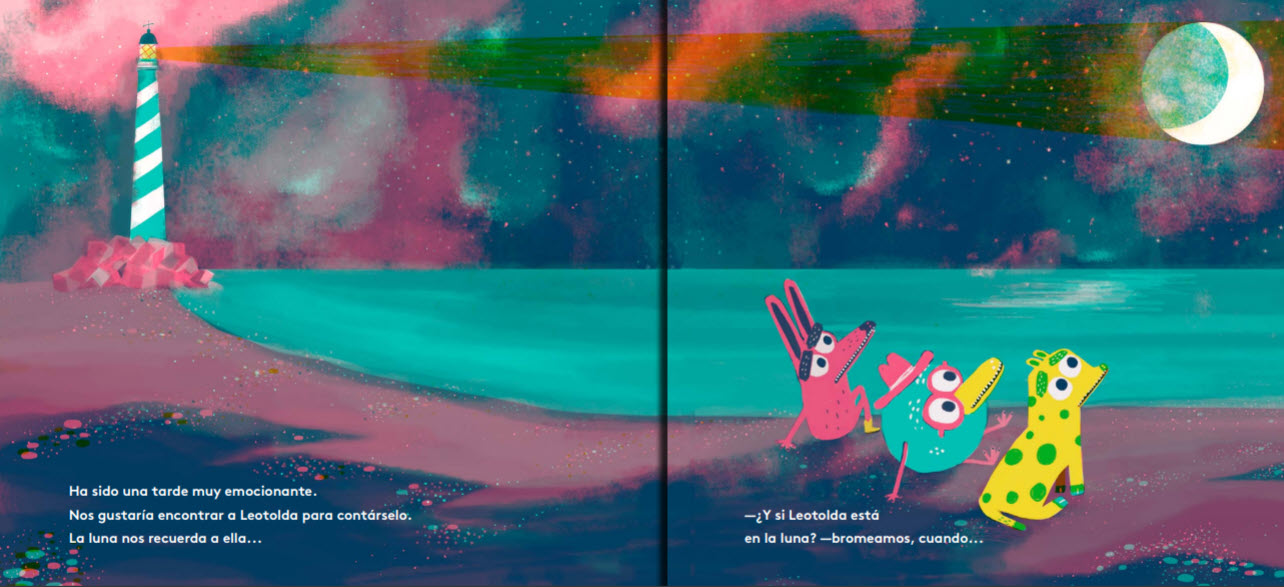 Ha sido una tarde muy emocionante.
Nos gustaría encontrar a Leotolda para contárselo.
La luna nos recuerda a ella...
—¿Y si Leotolda está
en la luna? —bromeamos, cuando...